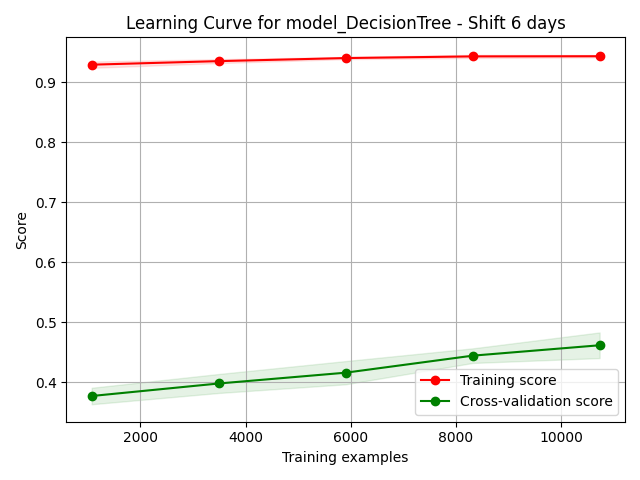 Learning Curve for model_DecisionTree - Shift 6 days
Score
0.9
0.8
0.7
0.6
0.5
0.4
Training score
Cross-validation score
2000 4000 6000 8000 10000
Training examples